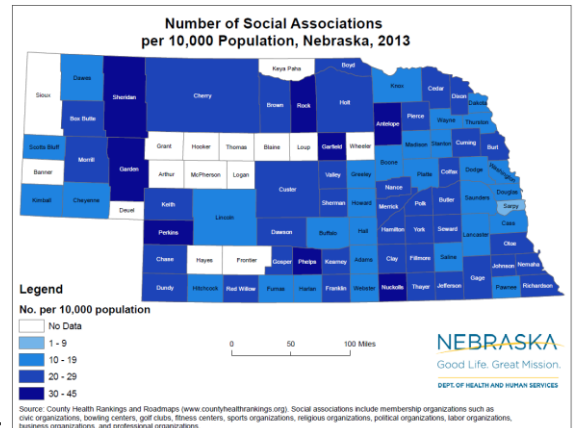 Number of Social Associations
per 10,000 Population, Nebraska, 2013
Sioux
Dawes
Sheridan
Box Butte
Scotts Bluff
Banner
Morrill
Garden
Kimball
Cheyenne
Deuel
Cherry
Keya Paha
Boyd
Brown
Rock
Holt
Knox
Cedar
Dixon
Dakota
Antelope
Pierce
Wayne
Thurston
Grant
Hooker
Thomas
Blaine
Loup
Garfield
Wheeler
Madison
Stanton
Cuming
Burt
Arthur
McPherson
Logan
Custer
Valley
Greeley
Boone
Platte
Colfax
Dodge
Washington
Keith
Lincoln
Sherman
Howard
Nance
Merrick
Polk
Butler
Saunders
Douglas
Sarpy
Perkins
Dawson
Buffalo
Hall
Hamilton
York
Seward
Lancaster
Cass
Otoe
Chase
Hayes
Frontier
Gosper
Phelps
Kearney
Adams
Clay
Fillmore
Saline
Gage
Johnson
Nemaha
Dundy
Hitchcock
Red Willow
Furnas
Harlan
Franklin
Webster
Nuckolls
Thayer
Jefferson
Pawnee
Richardson
Legend
No. per 10,000 population
No Data
1 - 9
10 - 19
20 - 29
30 - 45
0 50 100 Miles
NEBRASKA
Good Life. Great Mission.
DEPT. OF HEALTH AND HUMAN SERVICES
Source: County Health Rankings and Roadmaps (www.countyhealthrankings.org). Social associations include membership organizations such as
civic organizations, bowling centers, golf clubs, fitness centers, sports organizations, religious organizations, political organizations, labor organizations,
business organizations, and professional organizations.